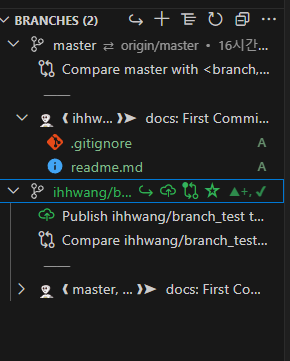 BRANCHES (2)
master ⇄ origin/master • 16시간...
Compare master with <branch,...
❰ ihhw... ❱➤ docs: First Commi...
.gitignore A
readme.md A
ihhwang/b... ▲+, ✔
Publish ihhwang/branch_test t...
Compare ihhwang/branch_test...
❰ master, ... ❱➤ docs: First Co...